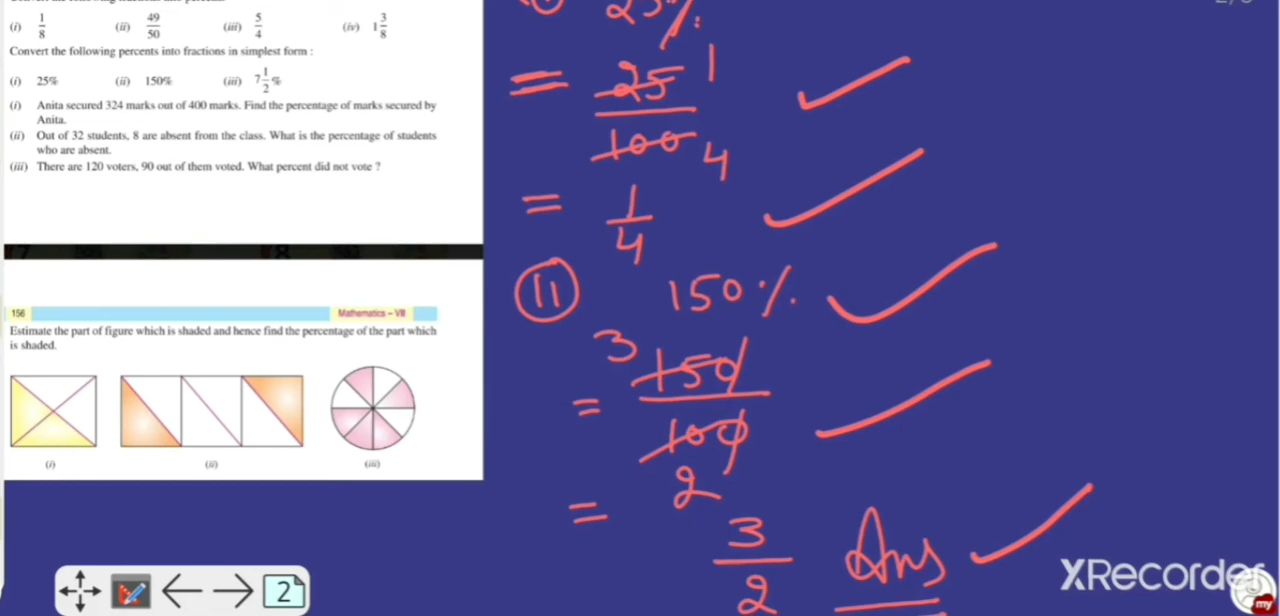 (i) 1/8 (ii) 49/50 (iii) 5/4 (iv) 1 3/8
Convert the following percents into fractions in simplest form :
(i) 25% (ii) 150% (iii) 7 1/2 %
(i) Anita secured 324 marks out of 400 marks. Find the percentage of marks secured by
Anita.
(ii) Out of 32 students, 8 are absent from the class. What is the percentage of students
who are absent.
(iii) There are 120 voters, 90 out of them voted. What percent did not vote ?
156 Mathematics – VII
Estimate the part of figure which is shaded and hence find the percentage of the part which
is shaded.
(i) (ii) (iii)
2
25%
= 25 1
100 4
= 1/4
(11) 150%
3
= 150
100
2
= 3/2 Ans
XRecorder
my